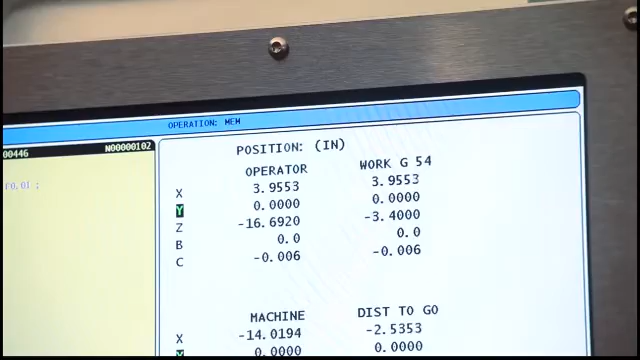 OPERATION: MEM
00446 N00000102
r0.01 ;
POSITION: (IN)
OPERATOR WORK G 54
X 3.9553 3.9553
Y 0.0000 0.0000
Z -16.6920 -3.4000
B 0.0 0.0
C -0.006 -0.006
MACHINE DIST TO GO
X -14.0194 -2.5353
Y 0.0000 0.0000